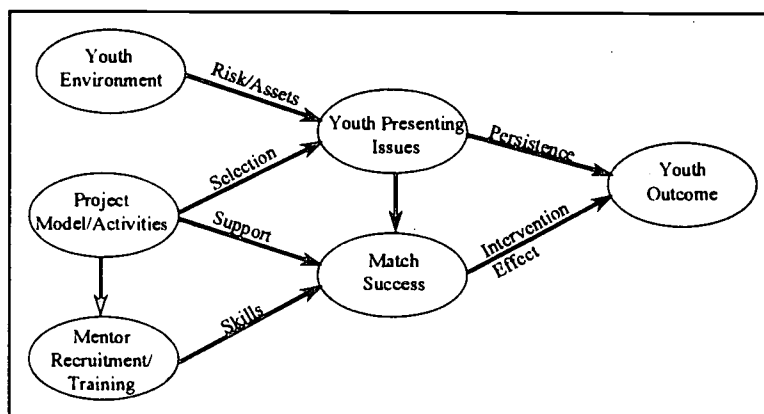 Youth
Environment
Risk/Assets
Youth Presenting
Issues
Persistence
Youth
Outcome
Project
Model/Activities
Selection
Support
Match
Success
Intervention
Effect
Mentor
Recruitment/
Training
Skills